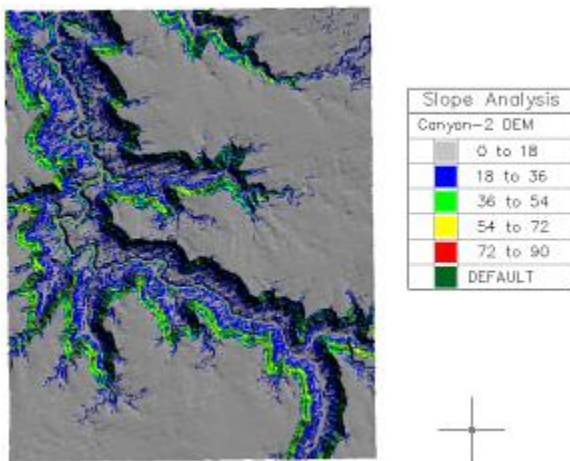 Slope Analysis
Canyon-2 DEM
0 to 18
18 to 36
36 to 54
54 to 72
72 to 90
DEFAULT